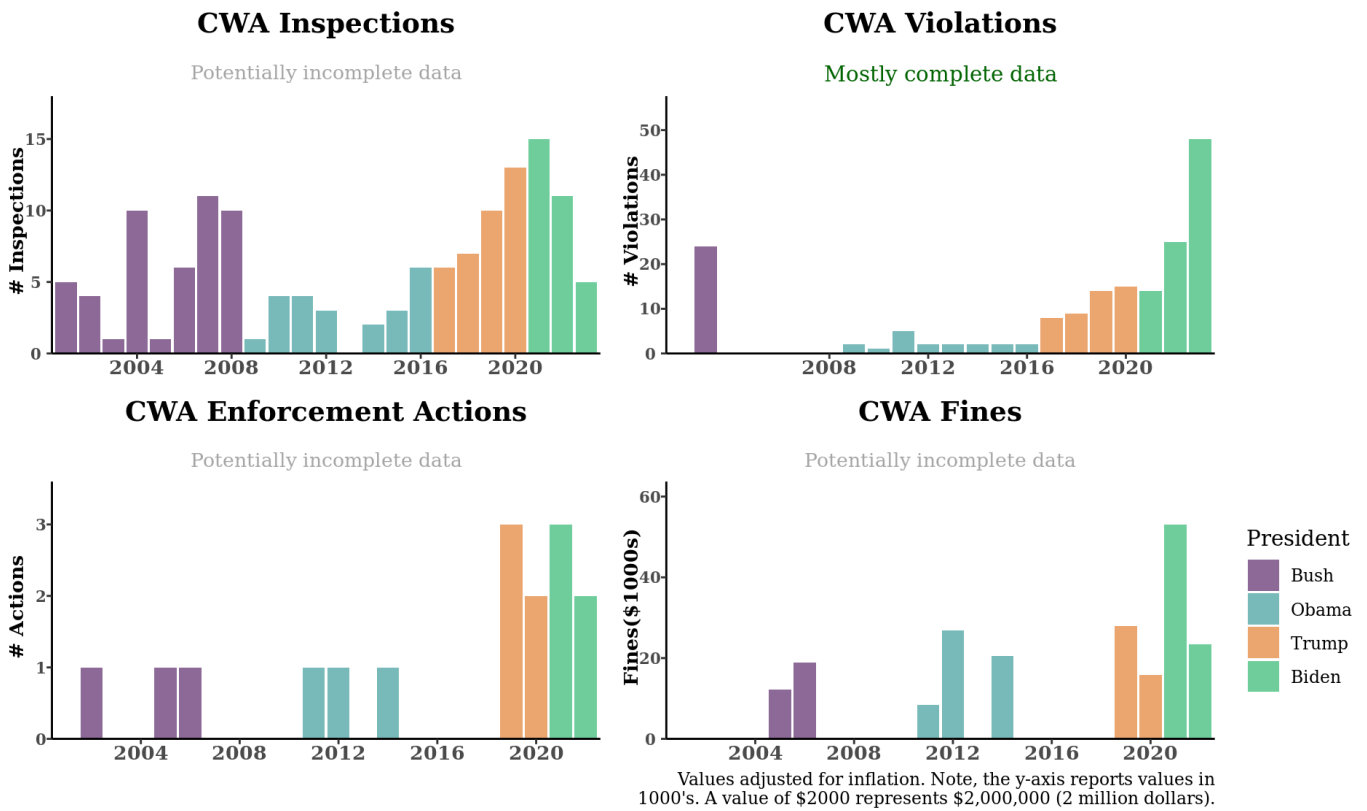 CWA Inspections
Potentially incomplete data
# Inspections
15
10
5
0
2004 2008 2012 2016 2020
CWA Violations
Mostly complete data
# Violations
50
40
30
20
10
0
2008 2012 2016 2020
CWA Enforcement Actions
Potentially incomplete data
# Actions
3
2
1
0
2004 2008 2012 2016 2020
CWA Fines
Potentially incomplete data
Fines($1000s)
60
40
20
0
2004 2008 2012 2016 2020
Values adjusted for inflation. Note, the y-axis reports values in
1000's. A value of $2000 represents $2,000,000 (2 million dollars).
President
Bush
Obama
Trump
Biden